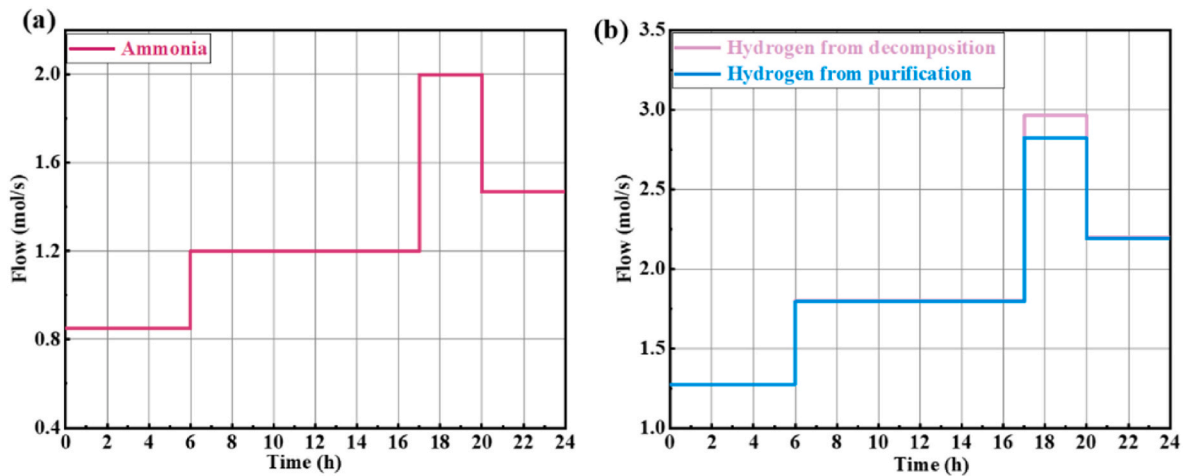 (a)
Ammonia
2.0
1.6
1.2
0.8
0.4
Flow (mol/s)
0 2 4 6 8 10 12 14 16 18 20 22 24
Time (h)
(b)
Hydrogen from decomposition
Hydrogen from purification
3.5
3.0
2.5
2.0
1.5
1.0
Flow (mol/s)
0 2 4 6 8 10 12 14 16 18 20 22 24
Time (h)